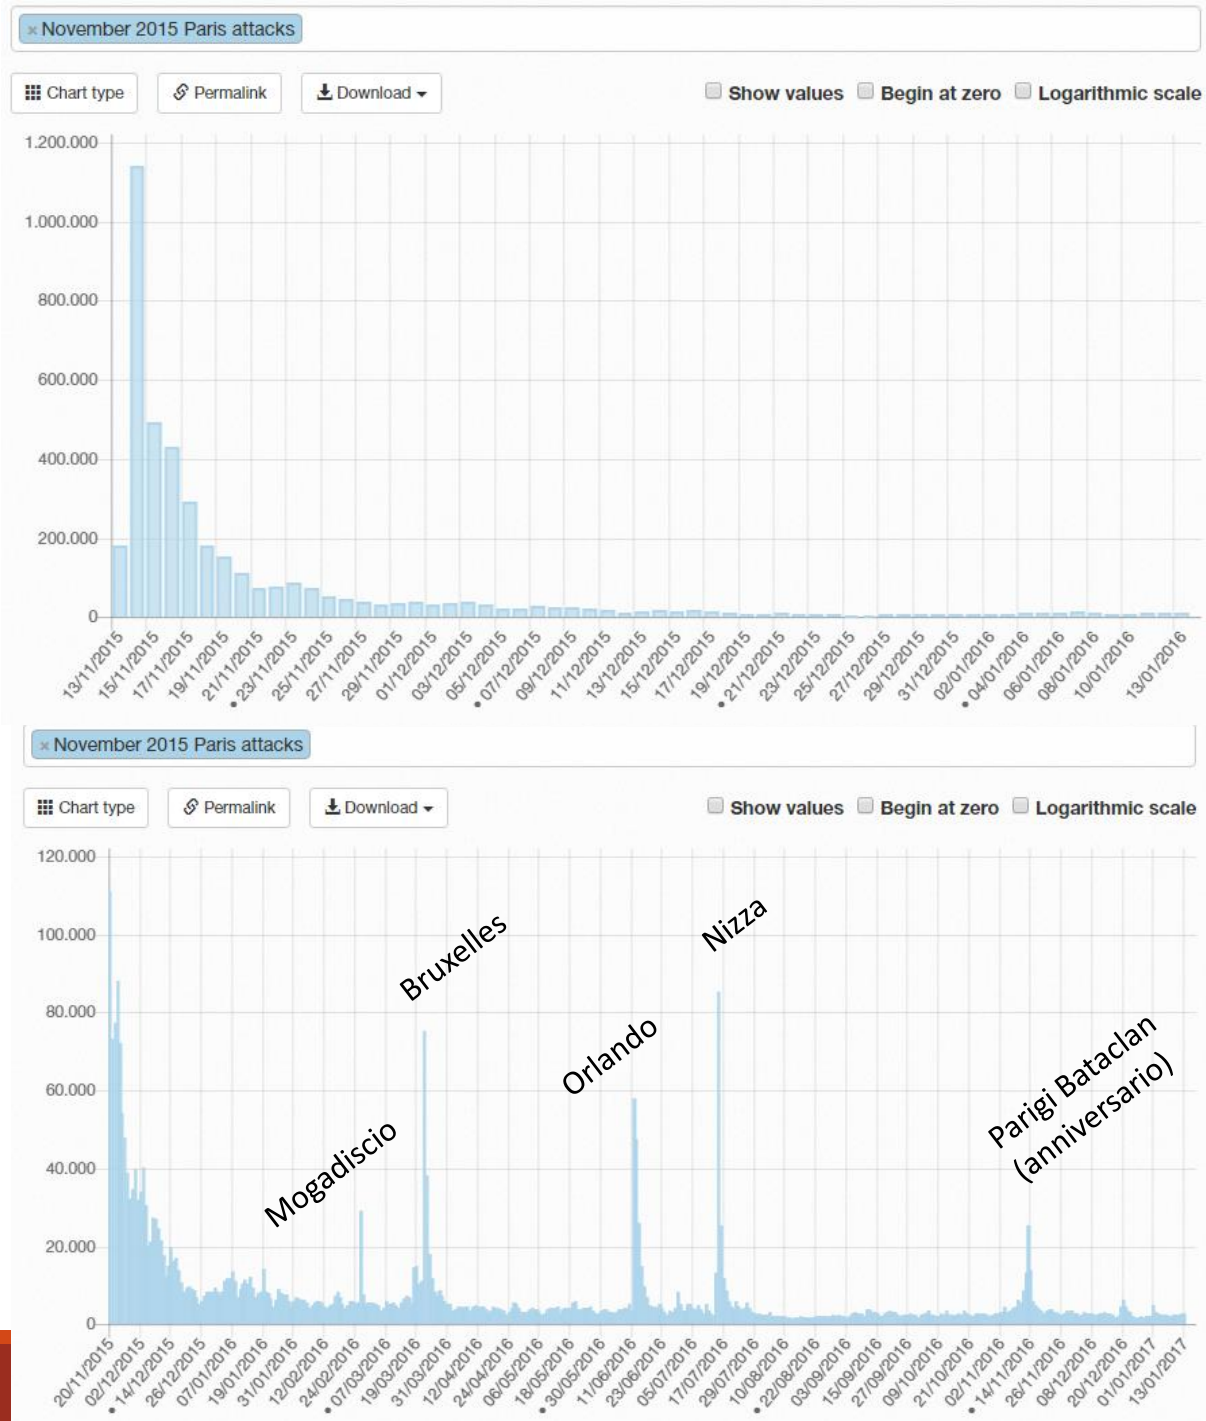 × November 2015 Paris attacks
Chart type Permalink Download Show values Begin at zero Logarithmic scale
1.200.000
1.000.000
800.000
600.000
400.000
200.000
0
13/11/2015 15/11/2015 17/11/2015 19/11/2015 21/11/2015 23/11/2015 25/11/2015 27/11/2015 29/11/2015 01/12/2015 03/12/2015 05/12/2015 07/12/2015 09/12/2015 11/12/2015 13/12/2015 15/12/2015 17/12/2015 19/12/2015 21/12/2015 23/12/2015 25/12/2015 27/12/2015 29/12/2015 31/12/2015 02/01/2016 04/01/2016 06/01/2016 08/01/2016 10/01/2016 13/01/2016
× November 2015 Paris attacks
Chart type Permalink Download Show values Begin at zero Logarithmic scale
120.000
100.000
80.000
60.000
40.000
20.000
0
Mogadiscio
Bruxelles
Orlando
Nizza
Parigi Bataclan
(anniversario)
20/11/2015 02/12/2015 14/12/2015 26/12/2015 07/01/2016 19/01/2016 31/01/2016 12/02/2016 24/02/2016 07/03/2016 19/03/2016 31/03/2016 12/04/2016 24/04/2016 06/05/2016 18/05/2016 30/05/2016 11/06/2016 23/06/2016 05/07/2016 17/07/2016 29/07/2016 10/08/2016 22/08/2016 03/09/2016 15/09/2016 27/09/2016 09/10/2016 21/10/2016 02/11/2016 14/11/2016 26/11/2016 08/12/2016 20/12/2016 01/01/2017 13/01/2017